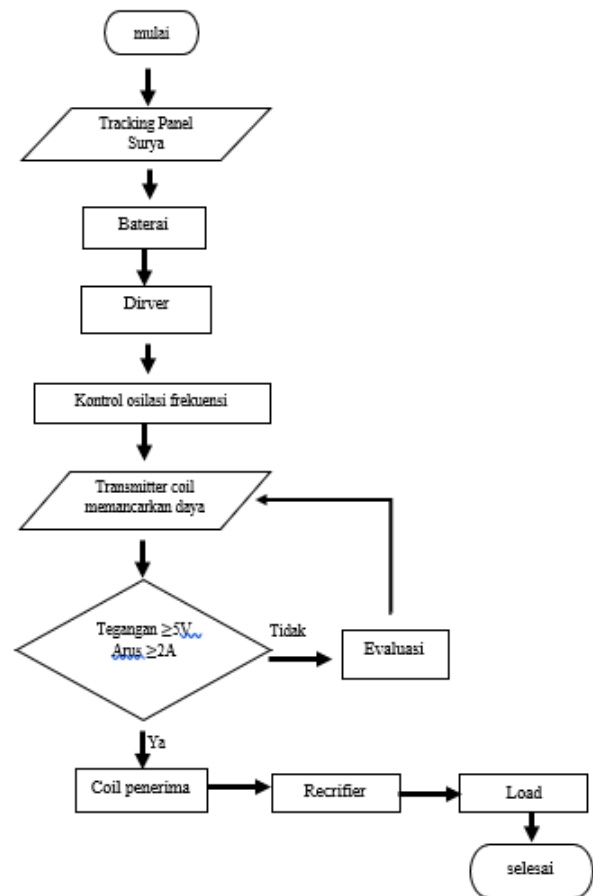 mulai
Tracking Panel
Surya
Baterai
Dirver
Kontrol osilasi frekuensi
Transmitter coil
memancarkan daya
Tegangan ≥5V
Arus ≥2A
Tidak
Evaluasi
Ya
Coil penerima
Recrifier
Load
selesai